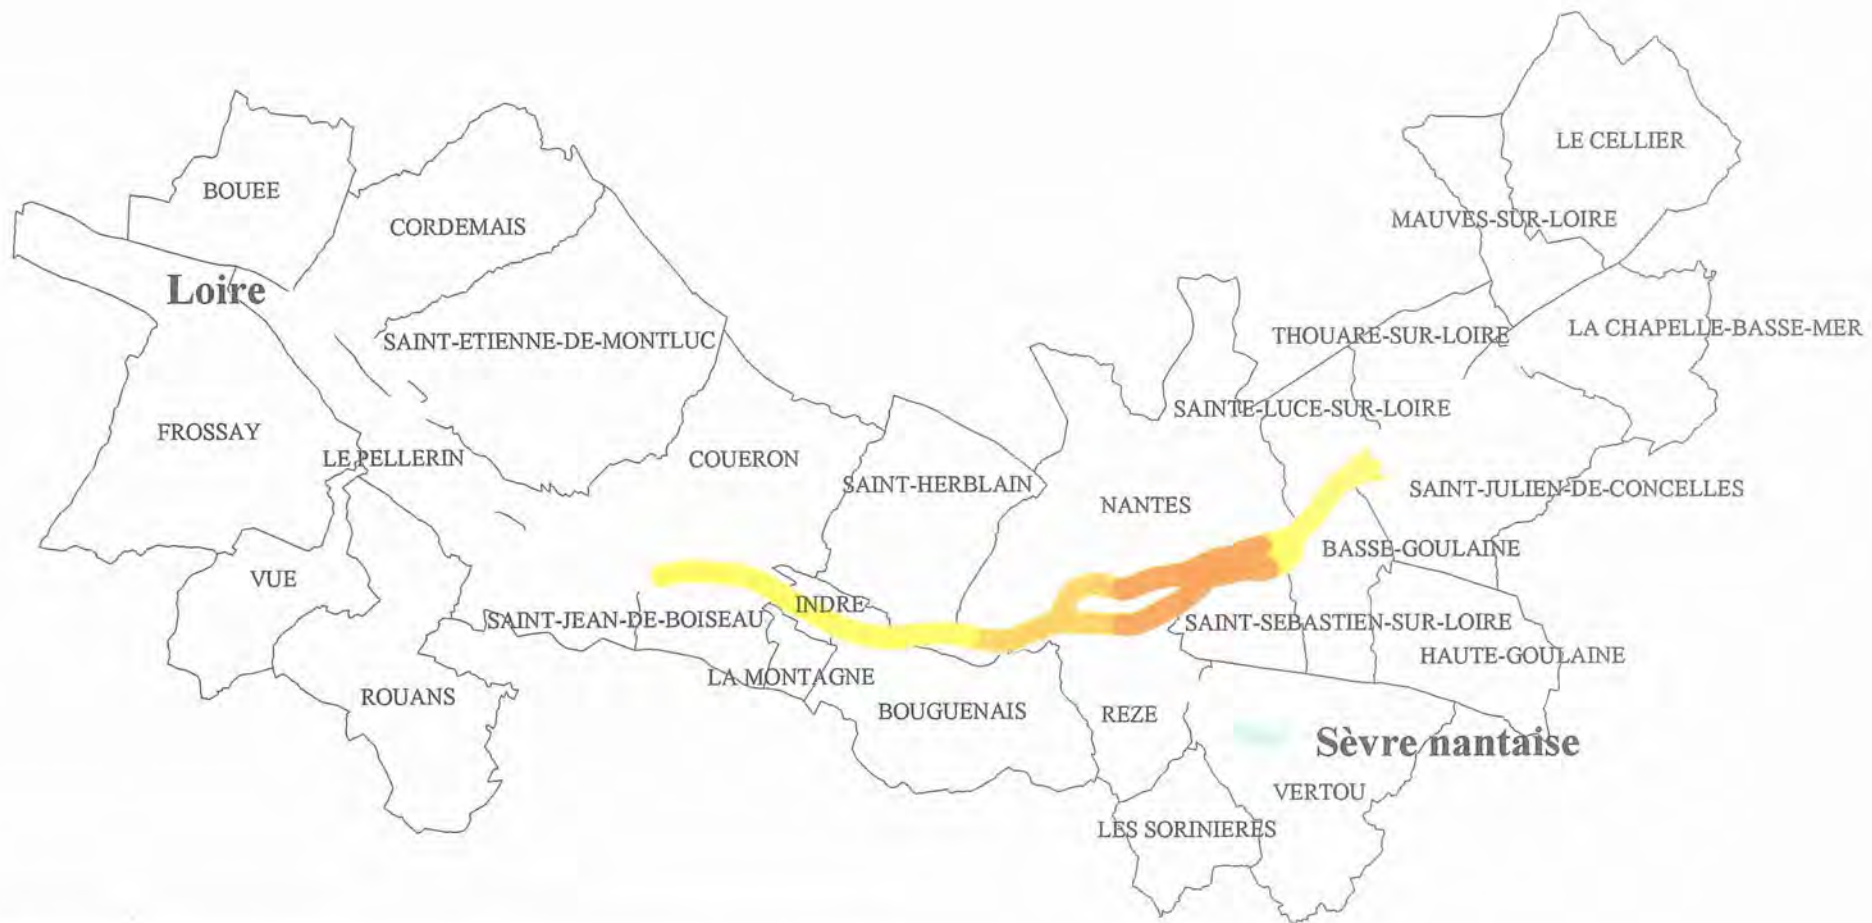 LE CELLIER
BOUEE
MAUVES-SUR-LOIRE
CORDEMAIS
Loire
SAINT-ETIENNE-DE-MONTLUC
THOUARE-SUR-LOIRE
LA CHAPELLE-BASSE-MER
SAINTE-LUCE-SUR-LOIRE
FROSSAY
LE PELLERIN
COUERON
SAINT-HERBLAIN
SAINT-JULIEN-DE-CONCELLES
NANTES
BASSE-GOULAINE
VUE
INDRE
SAINT-JEAN-DE-BOISEAU
SAINT-SEBASTIEN-SUR-LOIRE
HAUTE-GOULAINE
LA MONTAGNE
ROUANS
BOUGUENAIS
REZE
Sèvre nantaise
VERTOU
LES SORINIERES